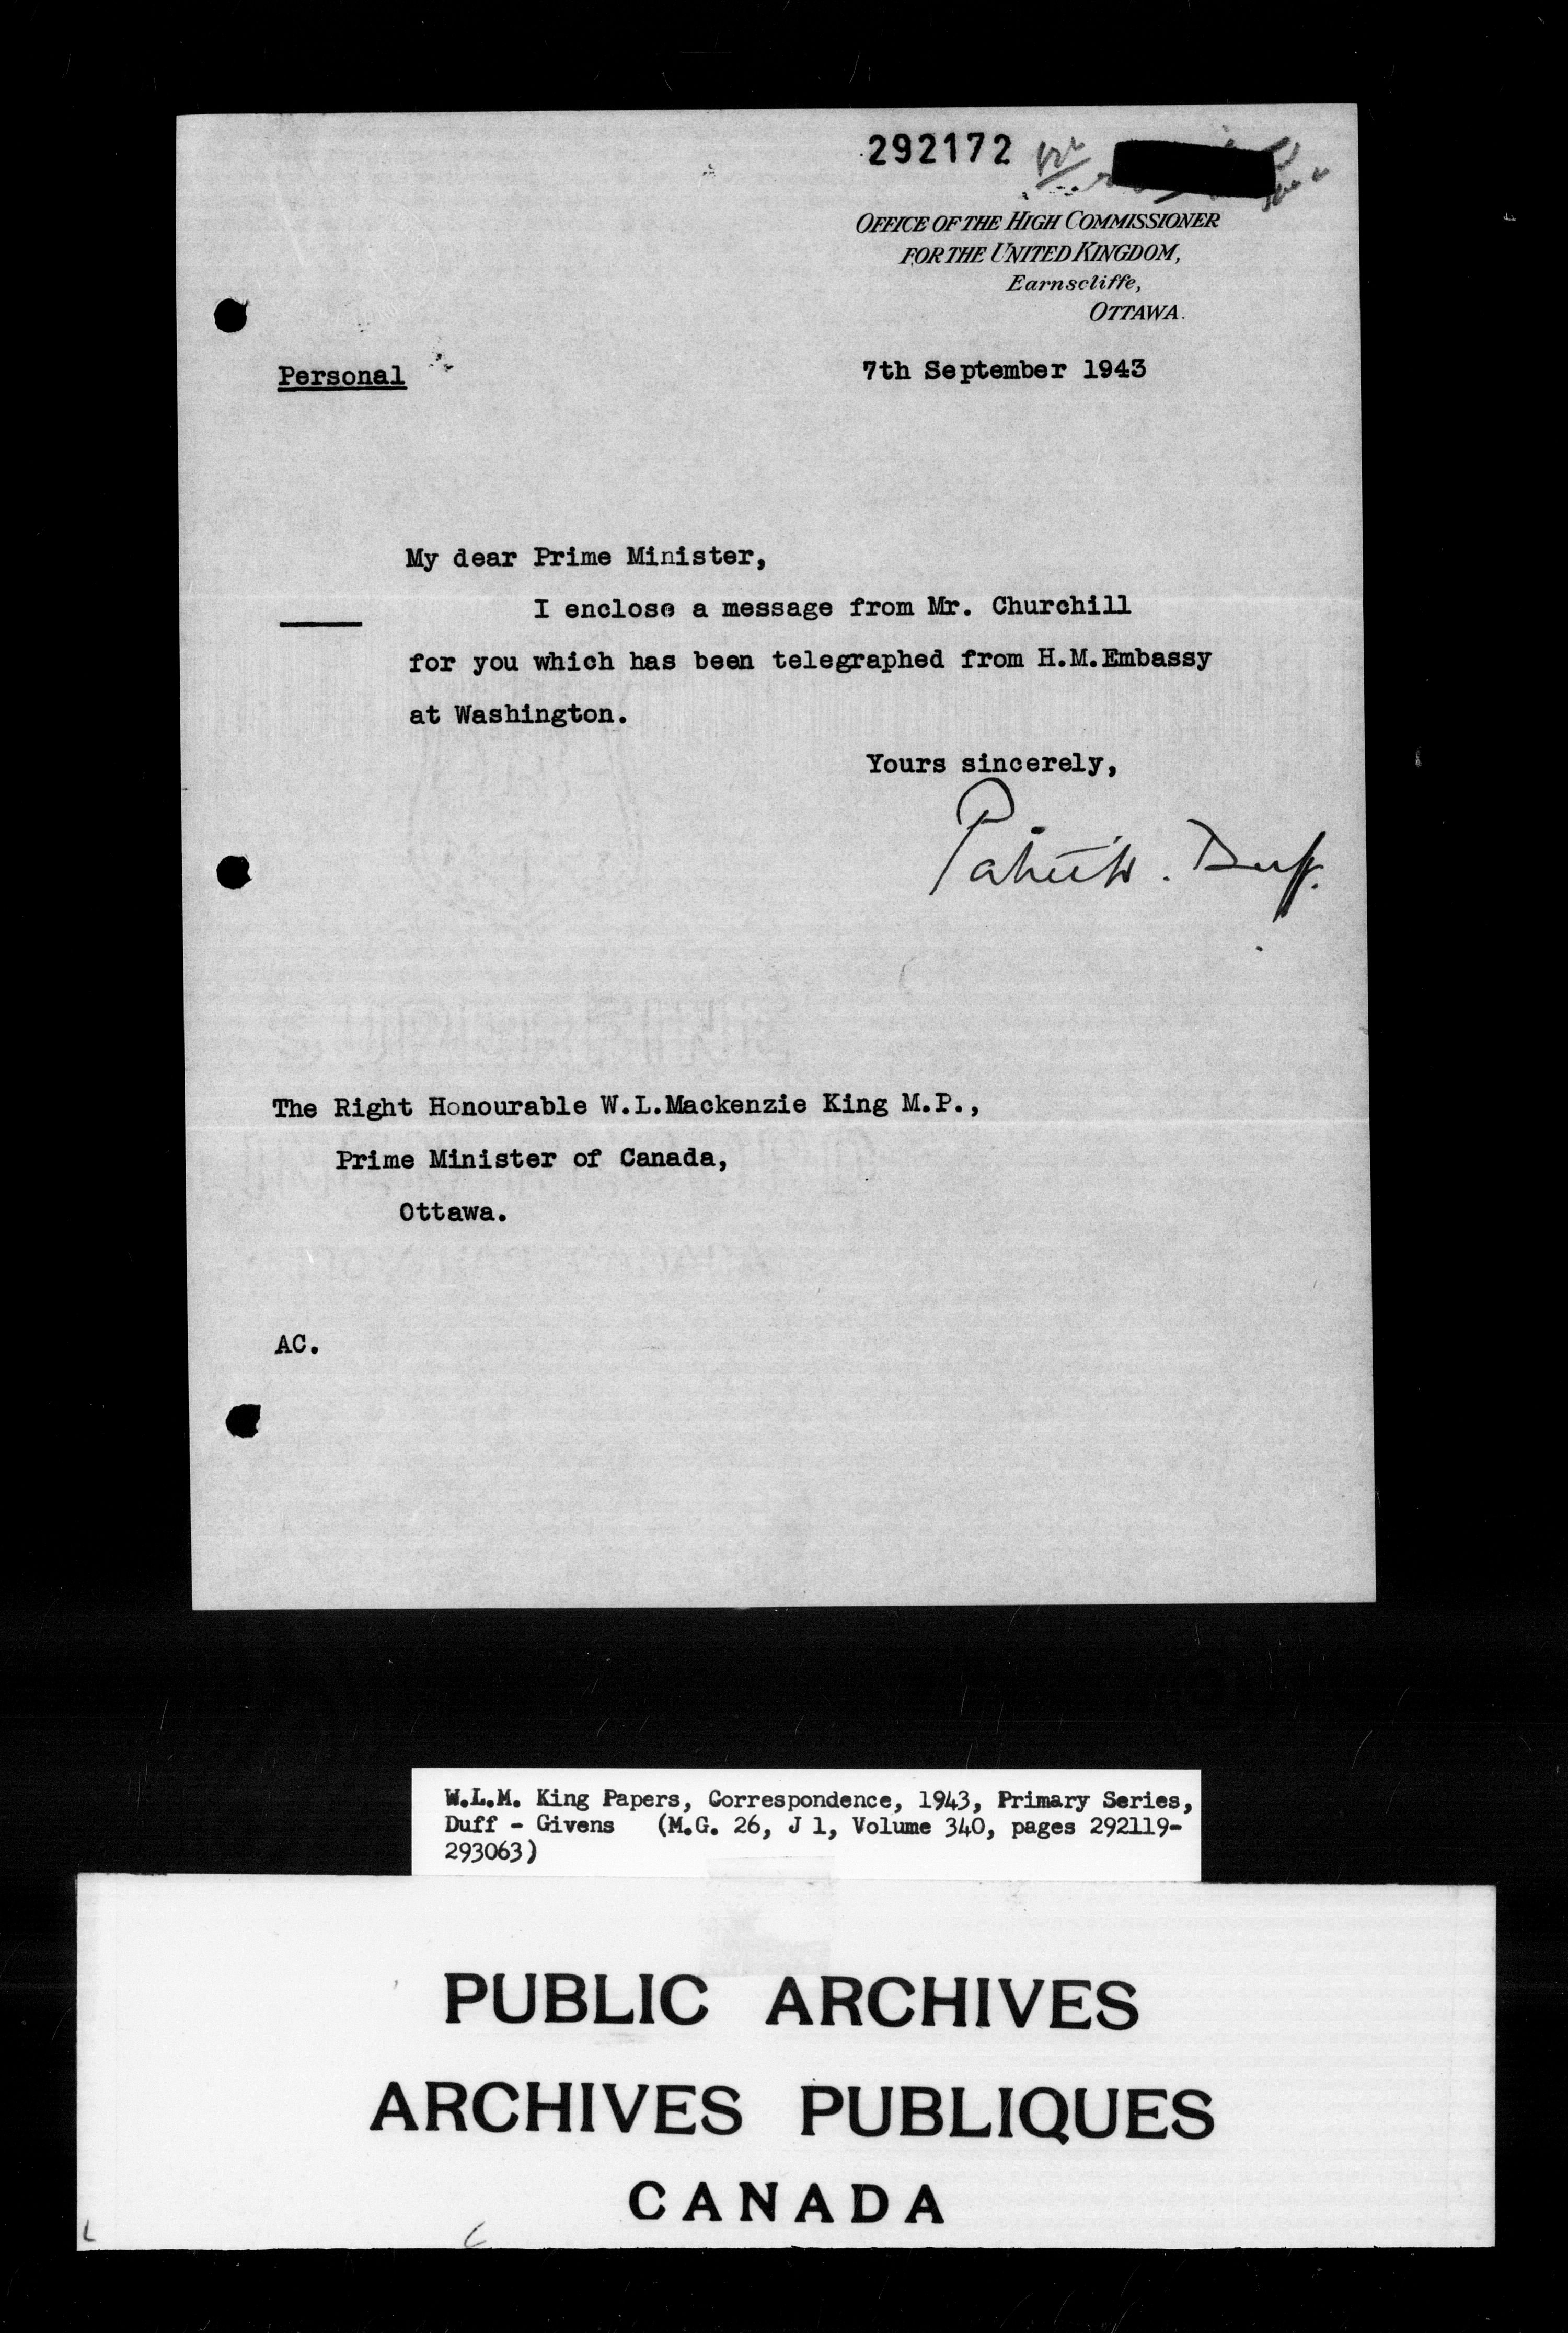 292172
OFFICE OF THE HIGH COMMISSIONER
FOR THE UNITED KINGDOM,
Earnscliffe,
OTTAWA.
Personal
7th September 1943
My dear Prime Minister,
I enclose a message from Mr. Churchill
for you which has been telegraphed from H.M.Embassy
at Washington.
Yours sincerely,
Patrick. Duff.
The Right Honourable W.L.Mackenzie King M.P.,
Prime Minister of Canada,
Ottawa.
AC.
W.L.M. King Papers, Correspondence, 1943, Primary Series,
Duff - Givens (M.G. 26, J 1, Volume 340, pages 292119-
293063)
PUBLIC ARCHIVES
ARCHIVES PUBLIQUES
CANADA